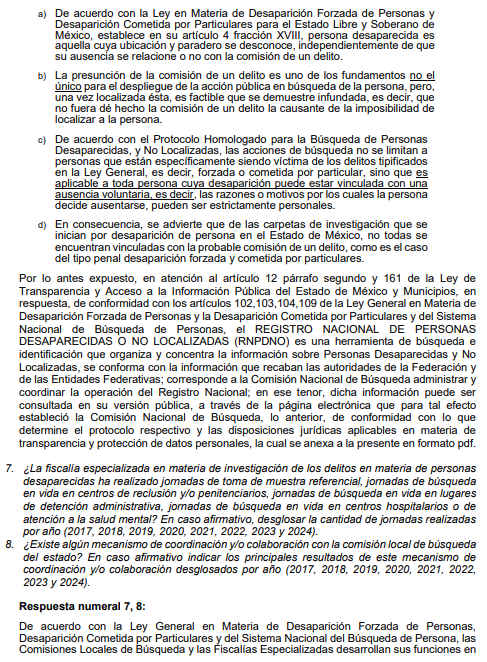 a) De acuerdo con la Ley en Materia de Desaparición Forzada de Personas y
Desaparición Cometida por Particulares para el Estado Libre y Soberano de
México, establece en su artículo 4 fracción XVIII, persona desaparecida es
aquella cuya ubicación y paradero se desconoce, independientemente de que
su ausencia se relacione o no con la comisión de un delito.
b) La presunción de la comisión de un delito es uno de los fundamentos no el
único para el despliegue de la acción pública en búsqueda de la persona, pero,
una vez localizada ésta, es factible que se demuestre infundada, es decir, que
no fuera dé hecho la comisión de un delito la causante de la imposibilidad de
localizar a la persona.
c) De acuerdo con el Protocolo Homologado para la Búsqueda de Personas
Desaparecidas, y No Localizadas, las acciones de búsqueda no se limitan a
personas que están específicamente siendo víctima de los delitos tipificados
en la Ley General, es decir, forzada o cometida por particular, sino que es
aplicable a toda persona cuya desaparición puede estar vinculada con una
ausencia voluntaria, es decir, las razones o motivos por los cuales la persona
decide ausentarse, pueden ser estrictamente personales.
d) En consecuencia, se advierte que de las carpetas de investigación que se
inician por desaparición de persona en el Estado de México, no todas se
encuentran vinculadas con la probable comisión de un delito, como es el caso
del tipo penal desaparición forzada y cometida por particulares.
Por lo antes expuesto, en atención al artículo 12 párrafo segundo y 161 de la Ley de
Transparencia y Acceso a la Información Pública del Estado de México y Municipios, en
respuesta, de conformidad con los artículos 102,103,104,109 de la Ley General en Materia de
Desaparición Forzada de Personas y la Desaparición Cometida por Particulares y del Sistema
Nacional de Búsqueda de Personas, el REGISTRO NACIONAL DE PERSONAS
DESAPARECIDAS O NO LOCALIZADAS (RNPDNO) es una herramienta de búsqueda e
identificación que organiza y concentra la información sobre Personas Desaparecidas y No
Localizadas, se conforma con la información que recaban las autoridades de la Federación y
de las Entidades Federativas; corresponde a la Comisión Nacional de Búsqueda administrar y
coordinar la operación del Registro Nacional; en ese tenor, dicha información puede ser
consultada en su versión pública, a través de la página electrónica que para tal efecto
estableció la Comisión Nacional de Búsqueda, lo anterior, de conformidad con lo que
determine el protocolo respectivo y las disposiciones jurídicas aplicables en materia de
transparencia y protección de datos personales, la cual se anexa a la presente en formato pdf.
7. ¿La fiscalía especializada en materia de investigación de los delitos en materia de personas
desaparecidas ha realizado jornadas de toma de muestra referencial, jornadas de búsqueda
en vida en centros de reclusión y/o penitenciarios, jornadas de búsqueda en vida en lugares
de detención administrativa, jornadas de búsqueda en vida en centros hospitalarios o de
atención a la salud mental? En caso afirmativo, desglosar la cantidad de jornadas realizadas
por año (2017, 2018, 2019, 2020, 2021, 2022, 2023 y 2024).
8. ¿Existe algún mecanismo de coordinación y/o colaboración con la comisión local de búsqueda
del estado? En caso afirmativo indicar los principales resultados de este mecanismo de
coordinación y/o colaboración desglosados por año (2017, 2018, 2019, 2020, 2021, 2022,
2023 y 2024).
Respuesta numeral 7, 8:
De acuerdo con la Ley General en Materia de Desaparición Forzada de Personas,
Desaparición Cometida por Particulares y del Sistema Nacional del Búsqueda de Persona, las
Comisiones Locales de Búsqueda y las Fiscalías Especializadas desarrollan sus funciones en